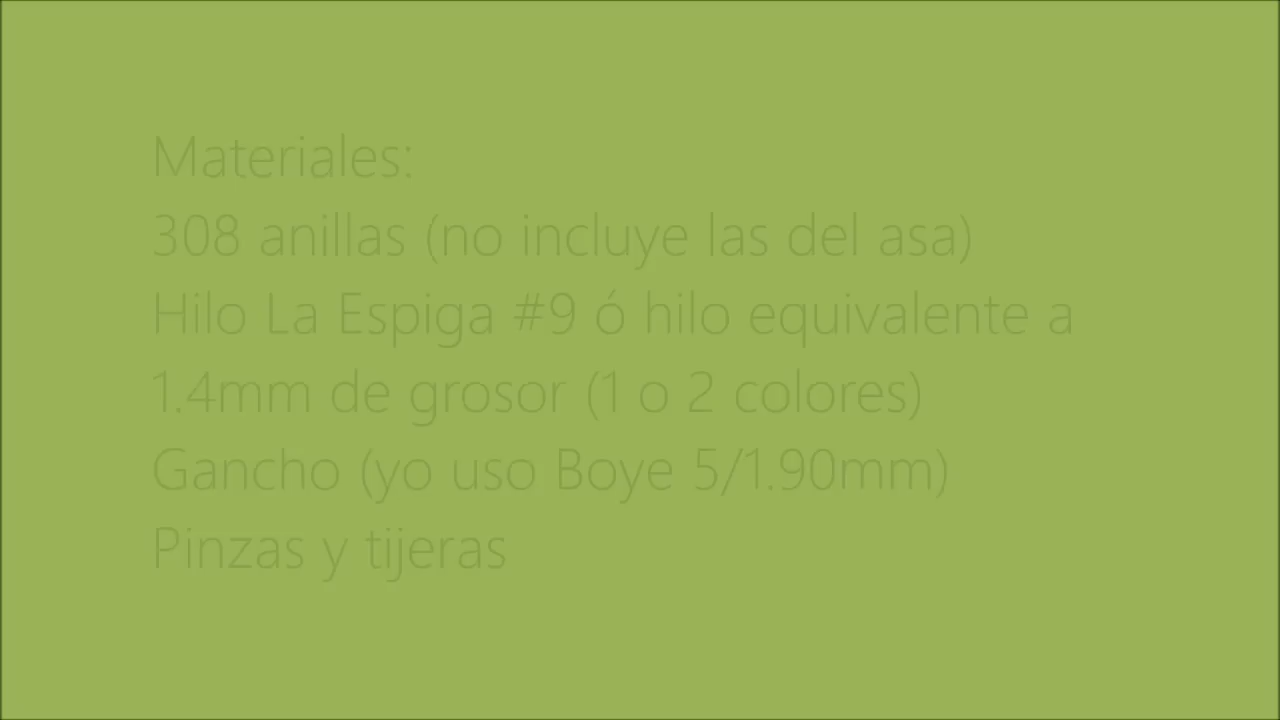 Materiales:
308 anillas (no incluye las del asa)
Hilo La Espiga #9 ó hilo equivalente a
1.4mm de grosor (1 o 2 colores)
Gancho (yo uso Boye 5/1.90mm)
Pinzas y tijeras